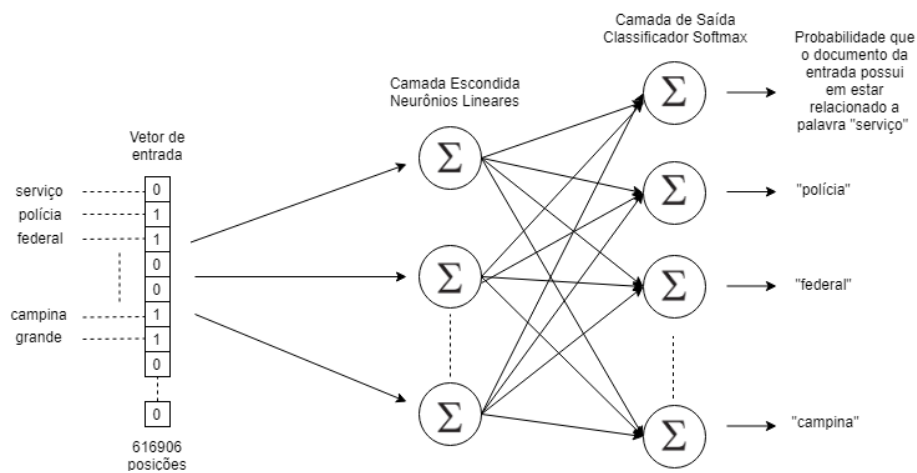 Camada de Saída
Classificador Softmax
Probabilidade que
o documento da
entrada possui
em estar
relacionado a
palavra "serviço"
Camada Escondida
Neurônios Lineares
Vetor de
entrada
serviço 0
polícia 1
federal 1
0
0
campina 1
grande 1
0
0
616906
posições
Σ
Σ
Σ
Σ
Σ
Σ
Σ
"polícia"
"federal"
"campina"